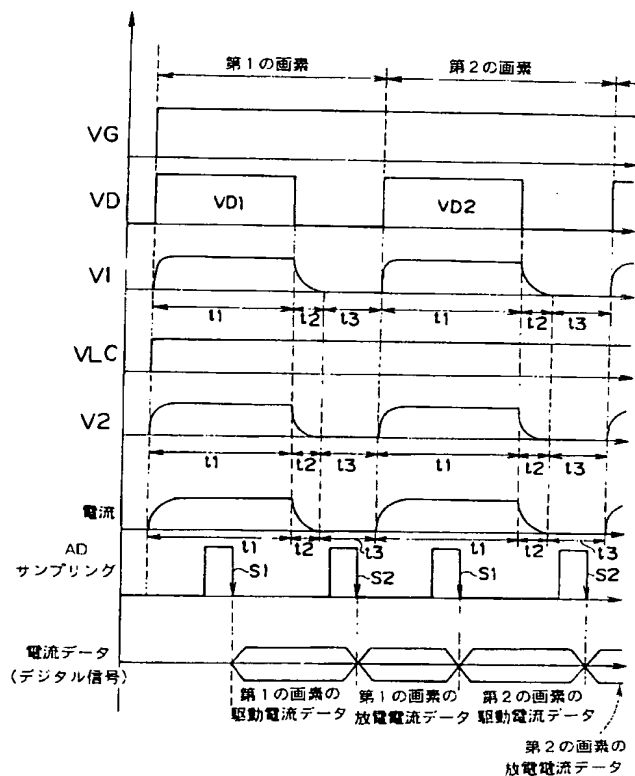 第1の画素
第2の画素
VG
VD
VD1
VD2
V1
t1
t2
t3
t1
t2
t3
VLC
V2
t1
t2
t3
t1
t2
t3
電流
t1
t2
t3
t1
t2
t3
AD
サンプリング
S1
S2
S1
S2
電流データ
(デジタル信号)
第1の画素の
駆動電流データ
第1の画素の
放電電流データ
第2の画素の
駆動電流データ
第2の画素の
放電電流データ